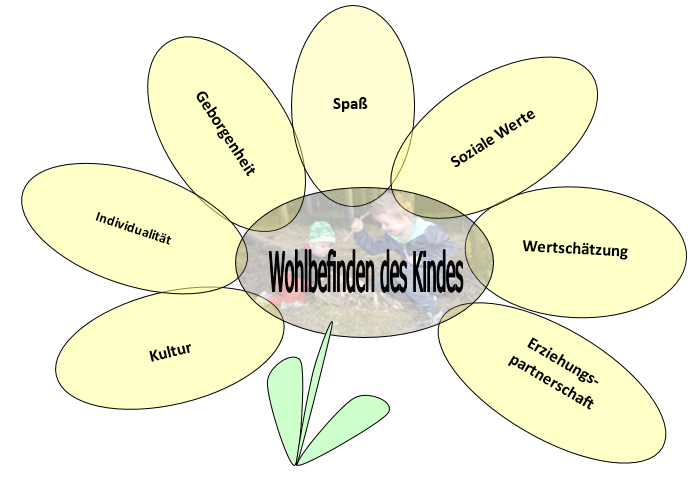 Spaß
Geborgenheit
Soziale Werte
Individualität
Wertschätzung
Wohlbefinden des Kindes
Kultur
Erziehungs-
partnerschaft